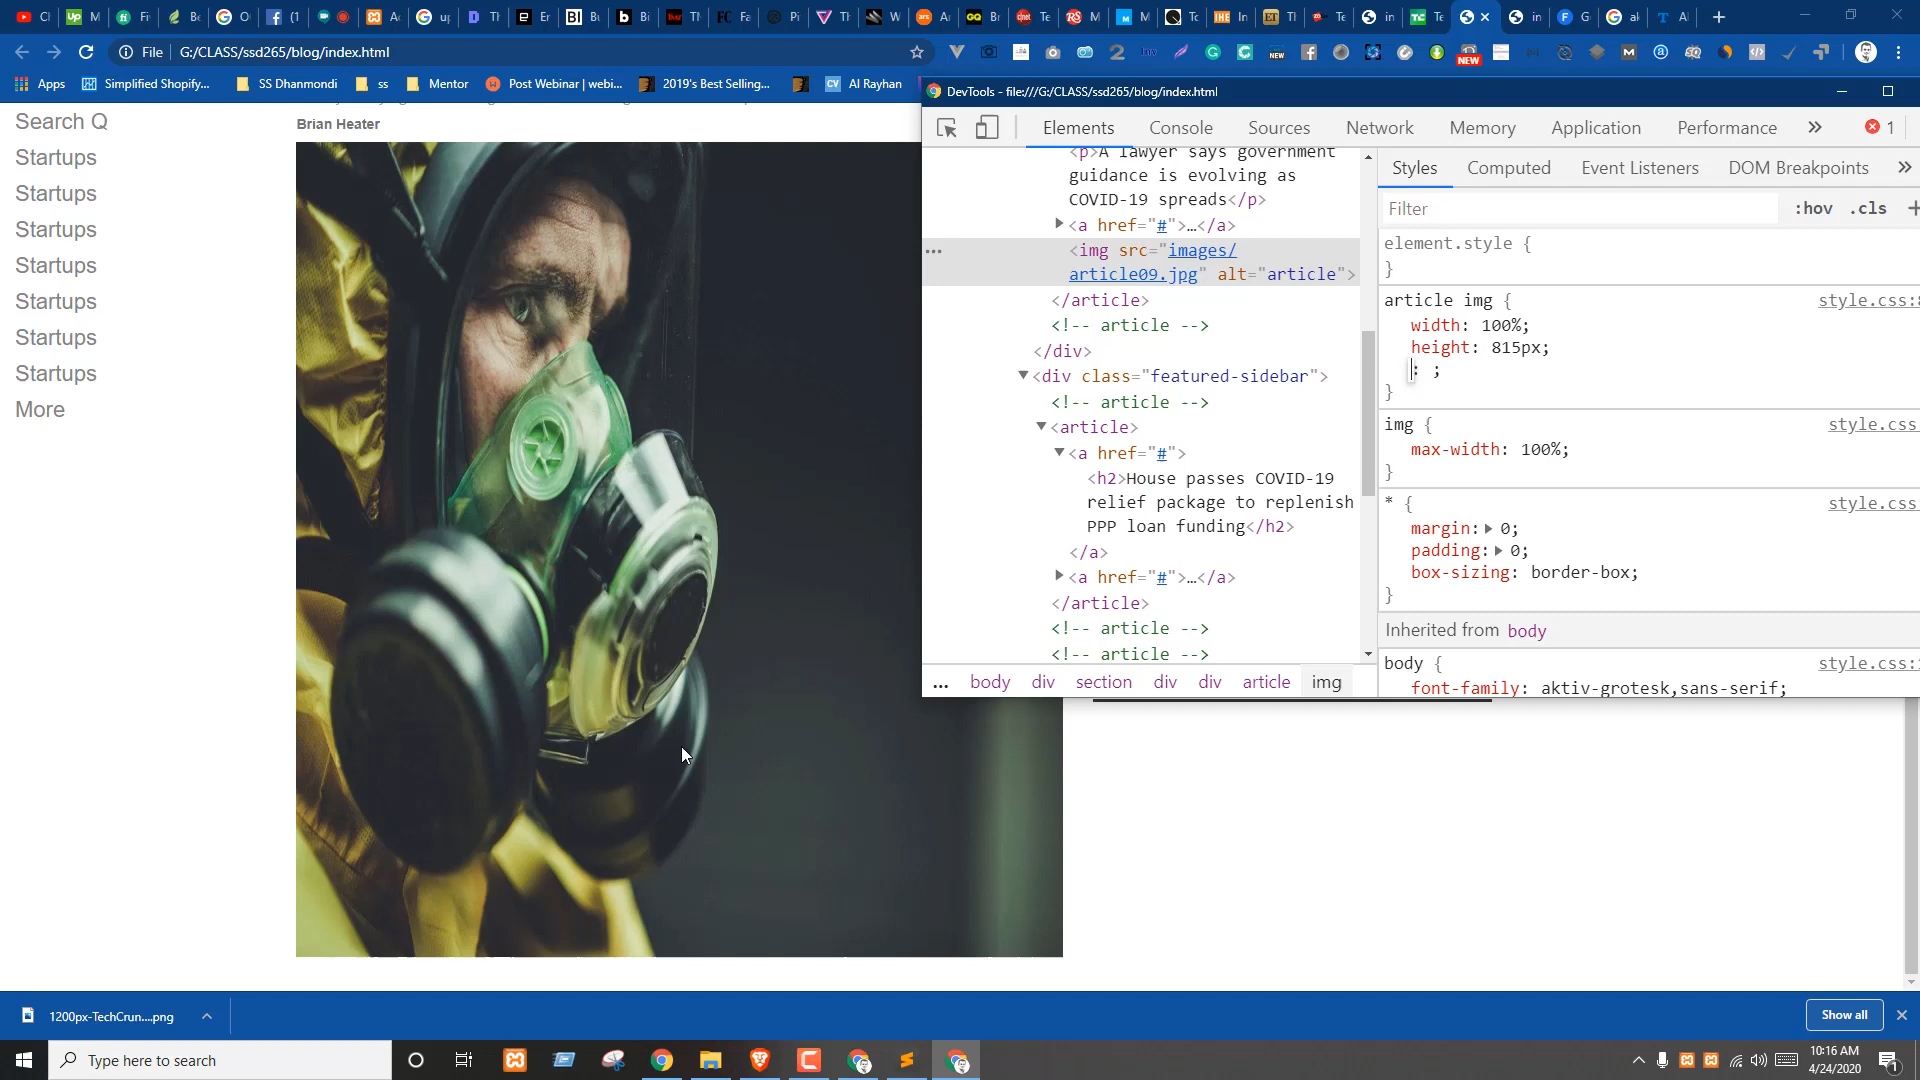 File G:/CLASS/ssd265/blog/index.html
NEW
Apps Simplified Shopify... SS Dhanmondi ss Mentor Post Webinar | webi... 2019's Best Selling... CV Al Rayhan
DevTools - file:///G:/CLASS/ssd265/blog/index.html
Elements Console Sources Network Memory Application Performance 1
Styles Computed Event Listeners DOM Breakpoints
Filter :hov .cls +
Search Q
Startups
Startups
Startups
Startups
Startups
Startups
Startups
More
Brian Heater
<p>A lawyer says government
guidance is evolving as
COVID-19 spreads</p>
<a href="#">…</a>
<img src="images/
article09.jpg" alt="article">
</article>
<!-- article -->
</div>
<div class="featured-sidebar">
<!-- article -->
<article>
<a href="#">
<h2>House passes COVID-19
relief package to replenish
PPP loan funding</h2>
</a>
<a href="#">…</a>
</article>
<!-- article -->
<!-- article -->
... body div section div div article img
element.style {
}
article img { style.css:8
width: 100%;
height: 815px;
: ;
}
img { style.css
max-width: 100%;
}
* { style.css
margin: 0;
padding: 0;
box-sizing: border-box;
}
Inherited from body
body { style.css:
font-family: aktiv-grotesk,sans-serif;
1200px-TechCrun....png
Show all
Type here to search
10:16 AM
4/24/2020
1